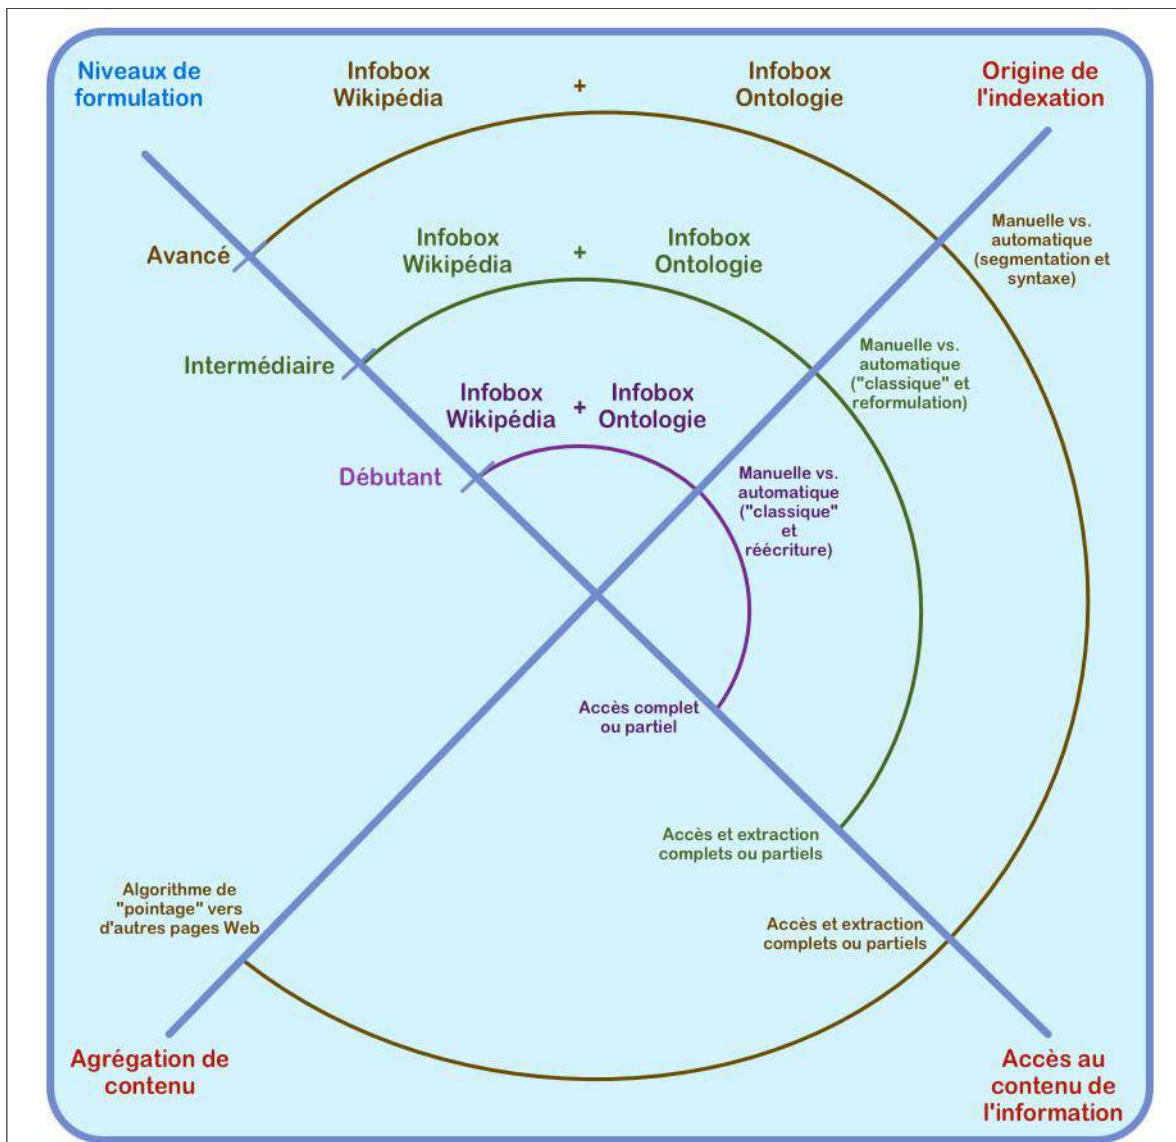 Niveaux de
formulation
Infobox
Wikipédia
+
Infobox
Ontologie
Origine de
l'indexation
Avancé
Infobox
Wikipédia
+
Infobox
Ontologie
Manuelle vs.
automatique
(segmentation et
syntaxe)
Intermédiaire
Infobox
Wikipédia
+
Infobox
Ontologie
Manuelle vs.
automatique
("classique" et
reformulation)
Débutant
Manuelle vs.
automatique
("classique"
et
réécriture)
Accès complet
ou partiel
Accès et extraction
complets ou partiels
Algorithme de
"pointage" vers
d'autres pages Web
Accès et extraction
complets ou partiels
Agrégation de
contenu
Accès au
contenu de
l'information